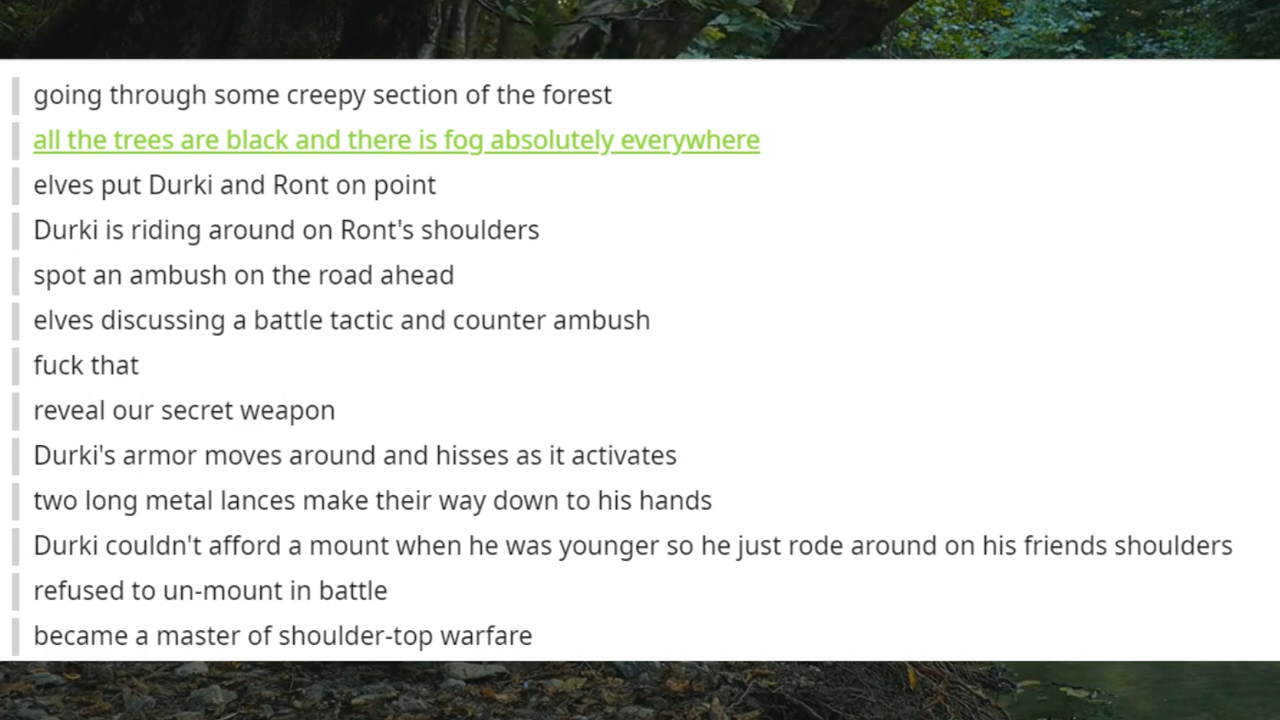 going through some creepy section of the forest
all the trees are black and there is fog absolutely everywhere
elves put Durki and Ront on point
Durki is riding around on Ront's shoulders
spot an ambush on the road ahead
elves discussing a battle tactic and counter ambush
fuck that
reveal our secret weapon
Durki's armor moves around and hisses as it activates
two long metal lances make their way down to his hands
Durki couldn't afford a mount when he was younger so he just rode around on his friends shoulders
refused to un-mount in battle
became a master of shoulder-top warfare